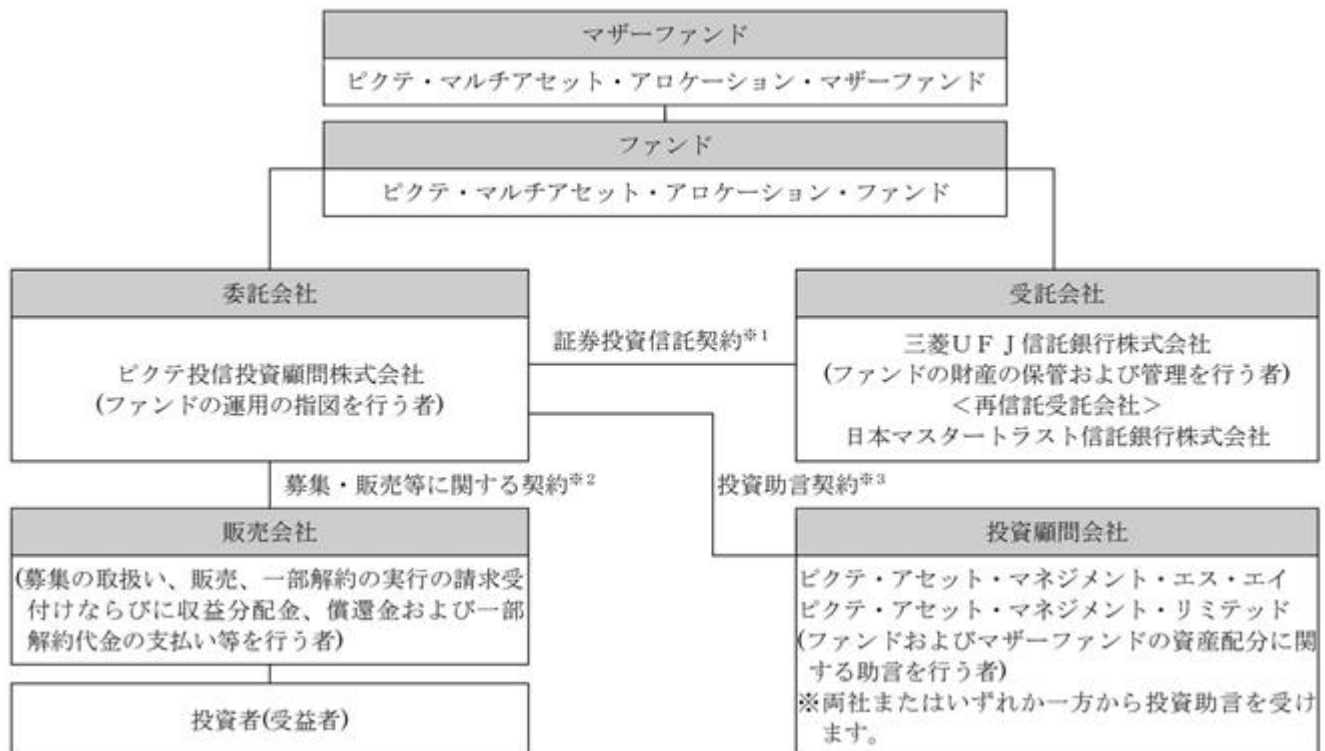 マザーファンド
ピクテ・マルチアセット・アロケーション・マザーファンド
ファンド
ピクテ・マルチアセット・アロケーション・ファンド
委託会社
ピクテ投信投資顧問株式会社
(ファンドの運用の指図を行う者)
証券投資信託契約※1
受託会社
三菱UFJ信託銀行株式会社
(ファンドの財産の保管および管理を行う者)
<再信託受託会社>
日本マスタートラスト信託銀行株式会社
募集・販売等に関する契約※2
投資助言契約※3
販売会社
(募集の取扱い、販売、一部解約の実行の請求受
付けならびに収益分配金、償還金および一部
解約代金の支払い等を行う者)
投資者(受益者)
投資顧問会社
ピクテ・アセット・マネジメント・エス・エイ
ピクテ・アセット・マネジメント・リミテッド
(ファンドおよびマザーファンドの資産配分に関
する助言を行う者)
※両社またはいずれか一方から投資助言を受け
ます。